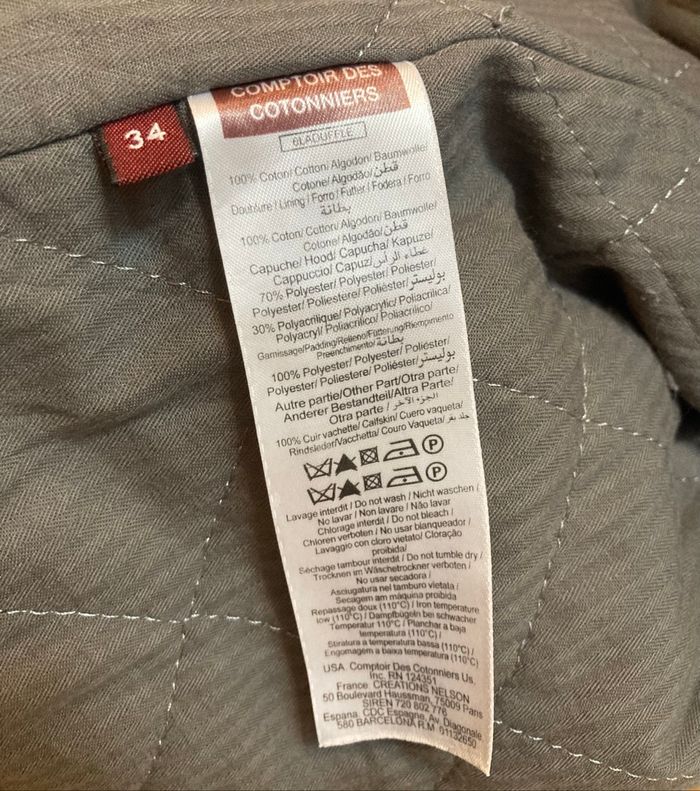 34
COMPTOIR DES
COTONNIERS
6LADUFFLE
100% Coton/ Cotton/ Algodon/ Baumwolle/
Cotone/ Algodão/ قطن
Doublure / Lining / Forro / Futter / Fodera / Forro
بطانة
100% Coton/ Cotton/ Algodon/ Baumwolle/
Cotone/ Algodão/ قطن
Capuche/ Hood/ Capucha/ Kapuze/
Cappuccio/ Capuz/ غطاء الرأس
70% Polyester/ Polyester/ Poliester/
Polyester/ Poliestere/ Poliéster/ بوليستر
30% Polyacrilique/ Polyacrylic/ Poliacrilica/
Polyacryl/ Poliacrilico/ Poliacrilico/
Garnissage/Padding/Relleno/Fütterung/Riempimento
Preenchimento/ بطانة
100% Polyester/ Polyester/ Poliester/
Polyester/ Poliestere/ Poliéster/ بوليستر
Autre partie/Other Part/Otra parte/
Anderer Bestandteil/Altra Parte/
Otra parte / الجزء الآخر
100% Cuir vachette/ Calfskin/ Cuero vaqueta/
Rindsleder/Vacchetta/ Couro Vaqueta/ جلد بقر
P
P
Lavage interdit / Do not wash / Nicht waschen /
No lavar / Non lavare / Não lavar
Chlorage interdit / Do not bleach /
Chloren verboten / No usar blanqueador /
Lavaggio con cloro vietato/ Cloração
proibida/
Séchage tambour interdit / Do not tumble dry /
Trocknen im Wäschetrockner verboten /
No usar secadora /
Asciugatura nel tamburo vietata /
Secagem am máquina proibida
Repassage doux (110°C) / Iron temperature
low (110°C) / Dampfbügeln bei schwacher
Temperatur 110°C / Planchar a baja
temperatura (110°C) /
Stiratura a temperatura bassa (110°C) /
Engomagem a baixa temperatura (110°C)
USA. Comptoir Des Cotonniers Us
Inc. RN 124351
France. CREATIONS NELSON
50 Boulevard Haussman, 75009 Paris
SIREN 720 802 776
Espana. CDC Espagne, Av. Diagonale
580 BARCELONA R.M 91132650